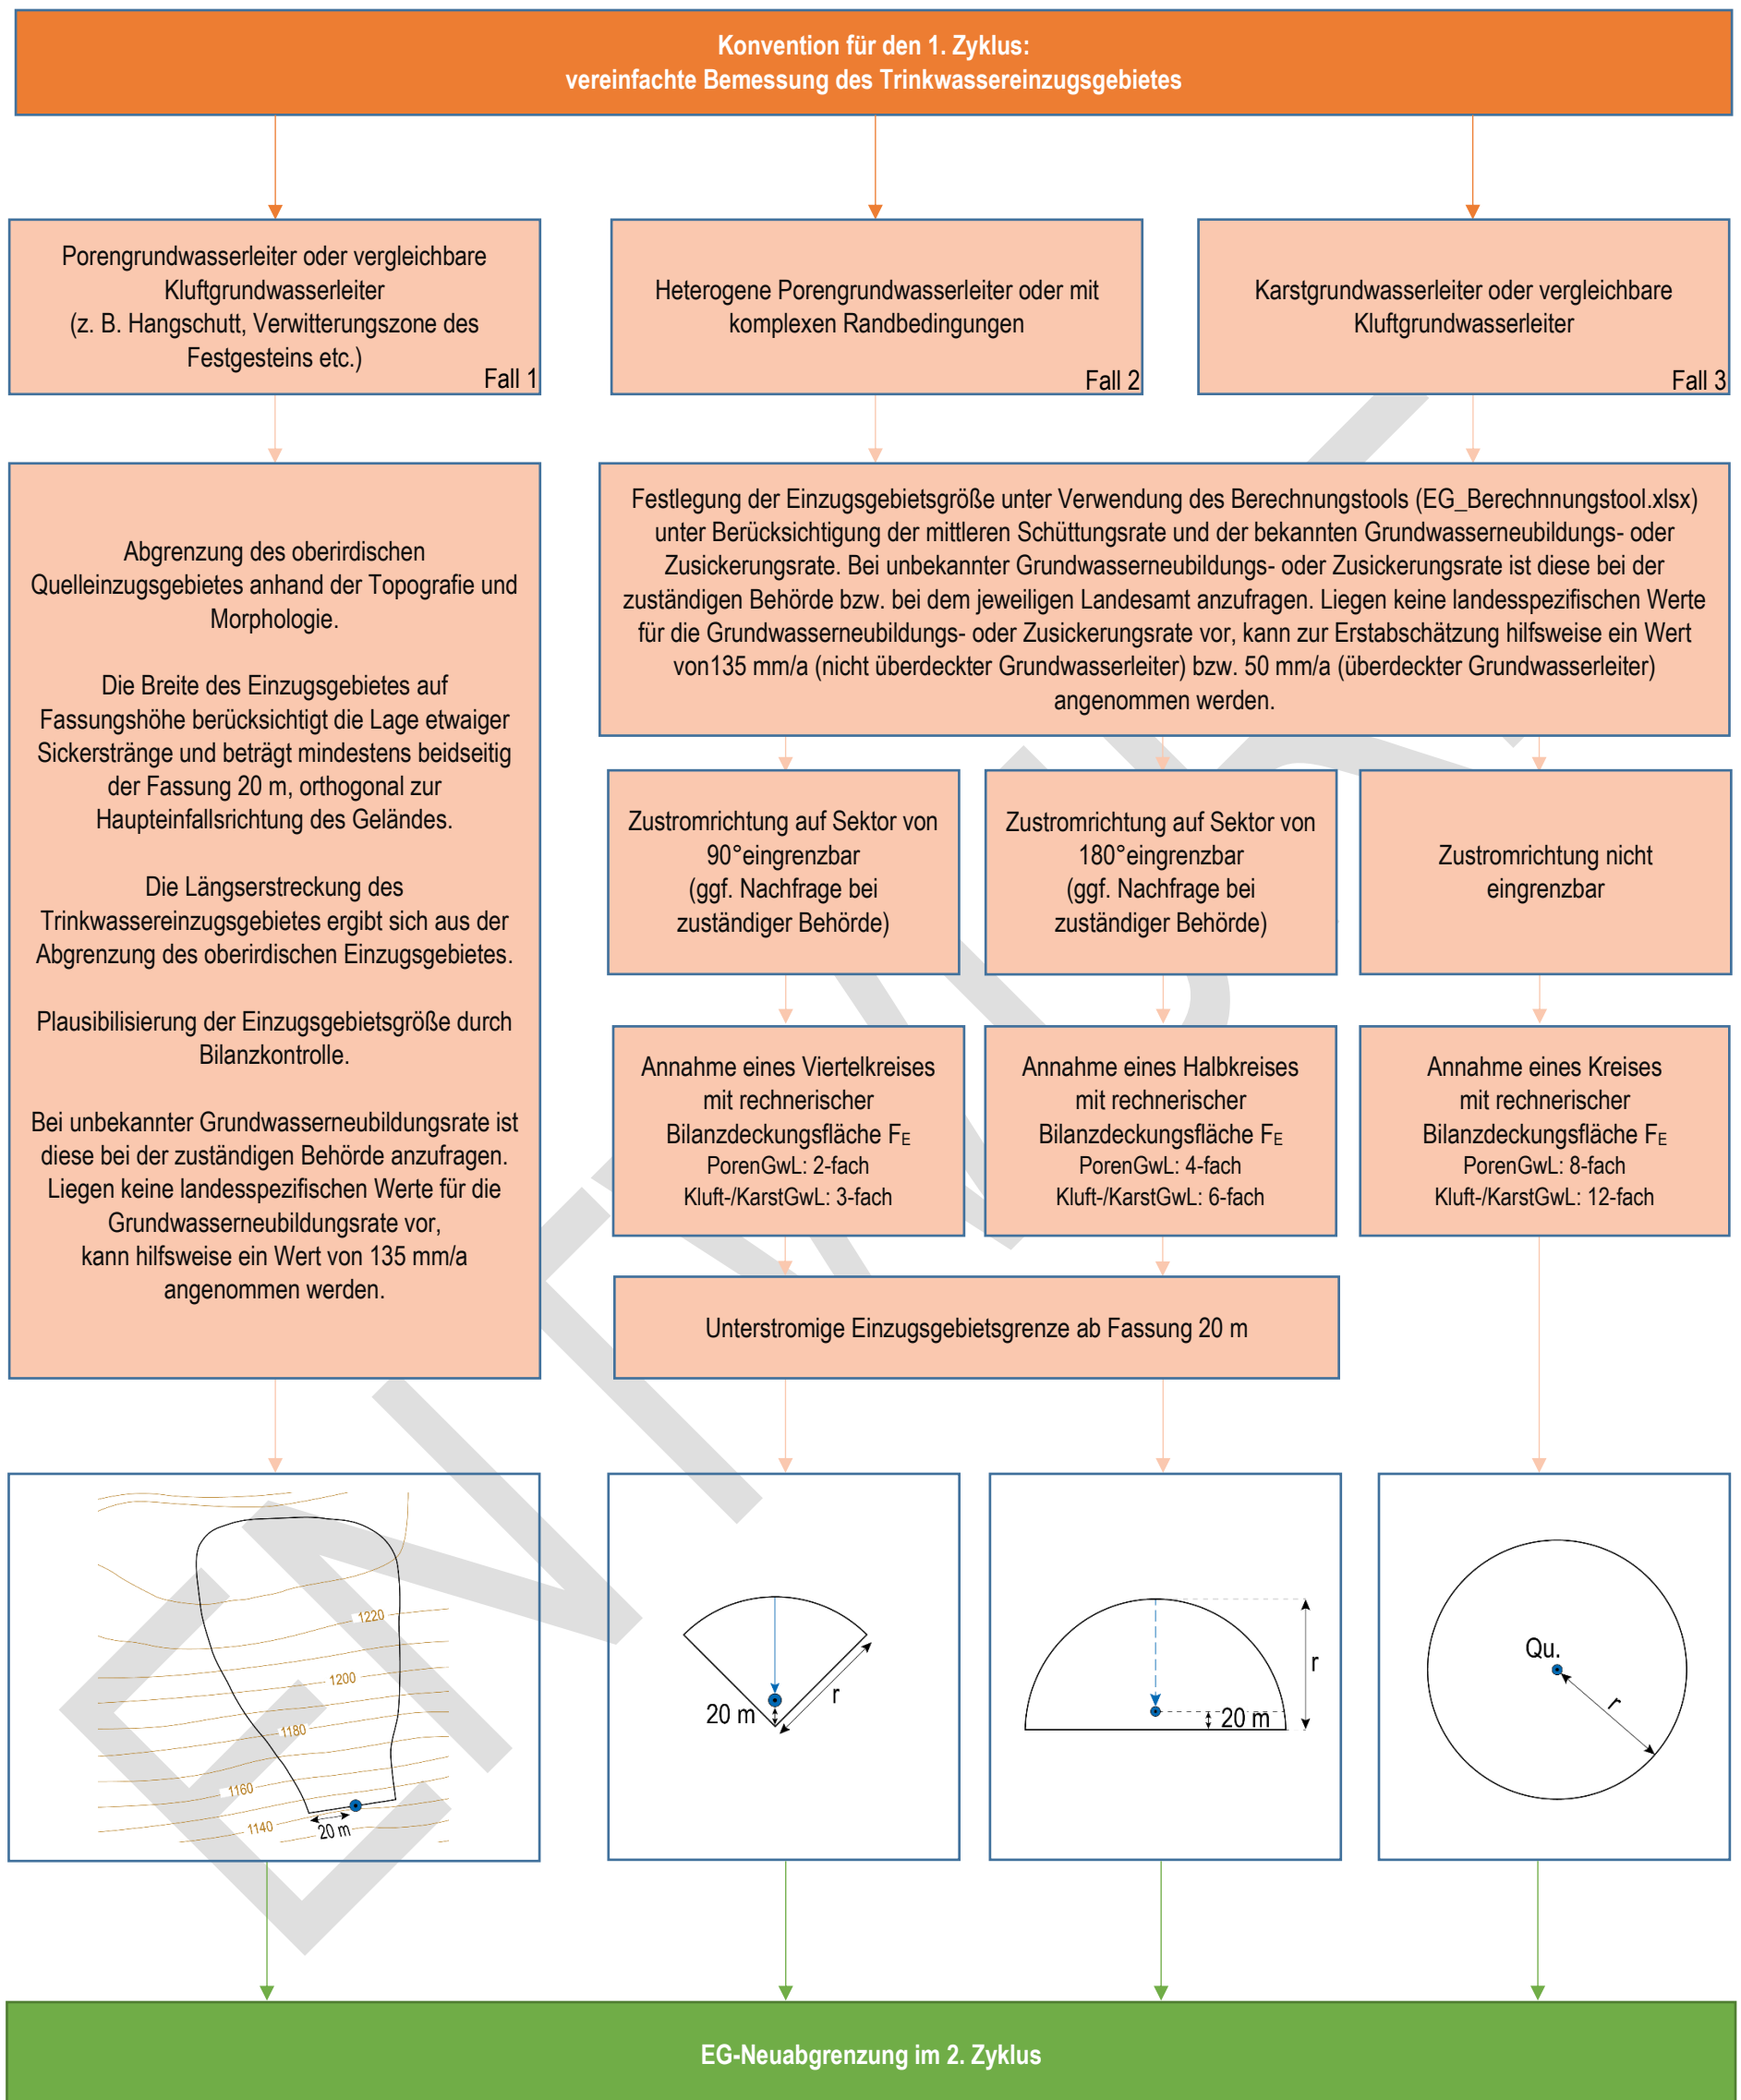 Konvention für den 1. Zyklus:
vereinfachte Bemessung des Trinkwassereinzugsgebietes
Porengrundwasserleiter oder vergleichbare
Kluftgrundwasserleiter
(z. B. Hangschutt, Verwitterungszone des
Festgesteins etc.)
Fall 1
Heterogene Porengrundwasserleiter oder mit
komplexen Randbedingungen
Fall 2
Karstgrundwasserleiter oder vergleichbare
Kluftgrundwasserleiter
Fall 3
Abgrenzung des oberirdischen
Quelleinzugsgebietes anhand der Topografie und
Morphologie.
Die Breite des Einzugsgebietes auf
Fassungshöhe berücksichtigt die Lage etwaiger
Sickerstränge und beträgt mindestens beidseitig
der Fassung 20 m, orthogonal zur
Haupteinfallsrichtung des Geländes.
Die Längserstreckung des
Trinkwassereinzugsgebietes ergibt sich aus der
Abgrenzung des oberirdischen Einzugsgebietes.
Plausibilisierung der Einzugsgebietsgröße durch
Bilanzkontrolle.
Bei unbekannter Grundwasserneubildungsrate ist
diese bei der zuständigen Behörde anzufragen.
Liegen keine landesspezifischen Werte für die
Grundwasserneubildungsrate vor,
kann hilfsweise ein Wert von 135 mm/a
angenommen werden.
Festlegung der Einzugsgebietsgröße unter Verwendung des Berechnungstools (EG_Berechnnungstool.xlsx)
unter Berücksichtigung der mittleren Schüttungsrate und der bekannten Grundwasserneubildungs- oder
Zusickerungsrate. Bei unbekannter Grundwasserneubildungs- oder Zusickerungsrate ist diese bei der
zuständigen Behörde bzw. bei dem jeweiligen Landesamt anzufragen. Liegen keine landesspezifischen Werte
für die Grundwasserneubildungs- oder Zusickerungsrate vor, kann zur Erstabschätzung hilfsweise ein Wert
von135 mm/a (nicht überdeckter Grundwasserleiter) bzw. 50 mm/a (überdeckter Grundwasserleiter)
angenommen werden.
Zustromrichtung auf Sektor von
90°eingrenzbar
(ggf. Nachfrage bei
zuständiger Behörde)
Zustromrichtung auf Sektor von
180°eingrenzbar
(ggf. Nachfrage bei
zuständiger Behörde)
Zustromrichtung nicht
eingrenzbar
Annahme eines Viertelkreises
mit rechnerischer
Bilanzdeckungsfläche FE
PorenGwL: 2-fach
Kluft-/KarstGwL: 3-fach
Annahme eines Halbkreises
mit rechnerischer
Bilanzdeckungsfläche FE
PorenGwL: 4-fach
Kluft-/KarstGwL: 6-fach
Annahme eines Kreises
mit rechnerischer
Bilanzdeckungsfläche FE
PorenGwL: 8-fach
Kluft-/KarstGwL: 12-fach
Unterstromige Einzugsgebietsgrenze ab Fassung 20 m
1220
1200
1180
1160
1140
20 m
20 m
r
r
20 m
Qu.
r
EG-Neuabgrenzung im 2. Zyklus